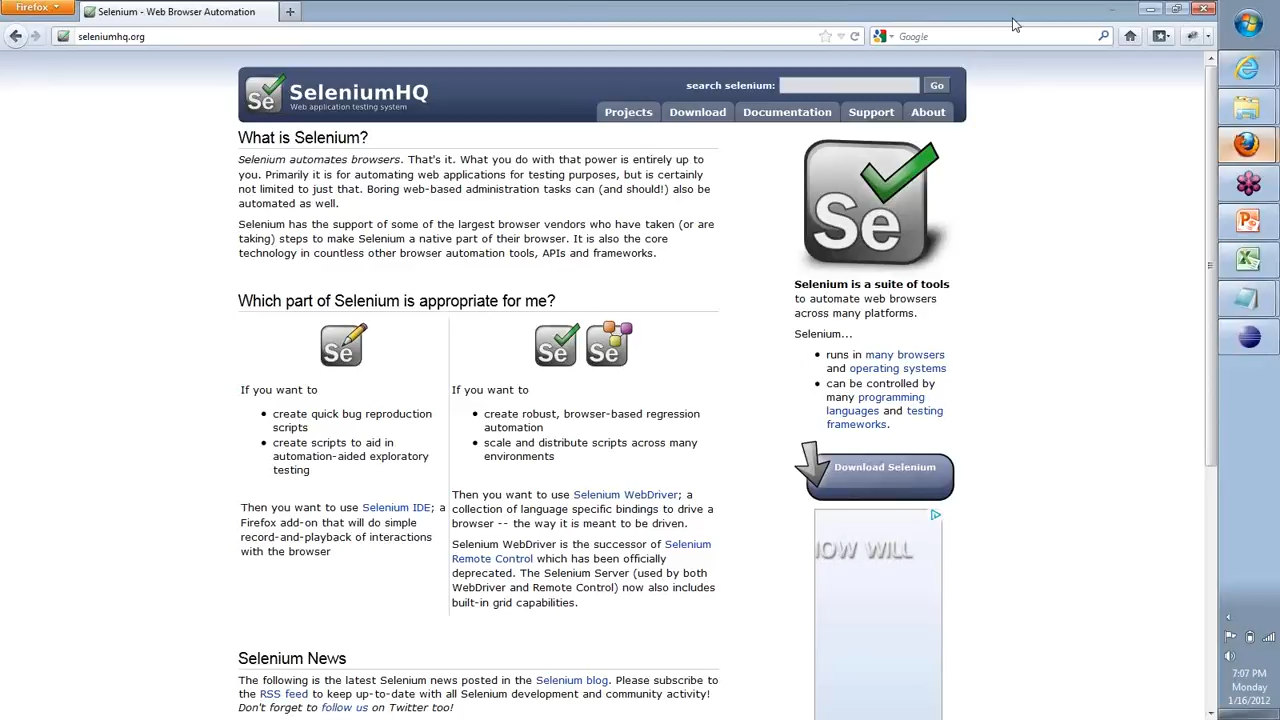 Firefox
Selenium - Web Browser Automation
seleniumhq.org
Google
Se
SeleniumHQ
Web application testing system
search selenium:
Go
Projects
Download
Documentation
Support
About
What is Selenium?
Selenium automates browsers. That's it. What you do with that power is entirely up to
you. Primarily it is for automating web applications for testing purposes, but is certainly
not limited to just that. Boring web-based administration tasks can (and should!) also be
automated as well.
Selenium has the support of some of the largest browser vendors who have taken (or are
taking) steps to make Selenium a native part of their browser. It is also the core
technology in countless other browser automation tools, APIs and frameworks.
Which part of Selenium is appropriate for me?
Se
If you want to
create quick bug reproduction
scripts
create scripts to aid in
automation-aided exploratory
testing
Then you want to use Selenium IDE; a
Firefox add-on that will do simple
record-and-playback of interactions
with the browser
Se
Se
If you want to
create robust, browser-based regression
automation
scale and distribute scripts across many
environments
Then you want to use Selenium WebDriver; a
collection of language specific bindings to drive a
browser -- the way it is meant to be driven.
Selenium WebDriver is the successor of Selenium
Remote Control which has been officially
deprecated. The Selenium Server (used by both
WebDriver and Remote Control) now also includes
built-in grid capabilities.
Selenium News
The following is the latest Selenium news posted in the Selenium blog. Please subscribe to
the RSS feed to keep up-to-date with all Selenium development and community activity!
Don't forget to follow us on Twitter too!
Se
Selenium is a suite of tools
to automate web browsers
across many platforms.
Selenium...
runs in many browsers
and operating systems
can be controlled by
many programming
languages and testing
frameworks.
Download Selenium
WILL
7:07 PM
Monday
1/16/2012